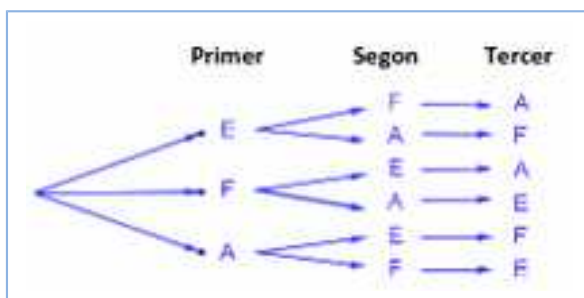 Primer Segon Tercer
F A
E
A F
E A
F
A E
E F
A
F E